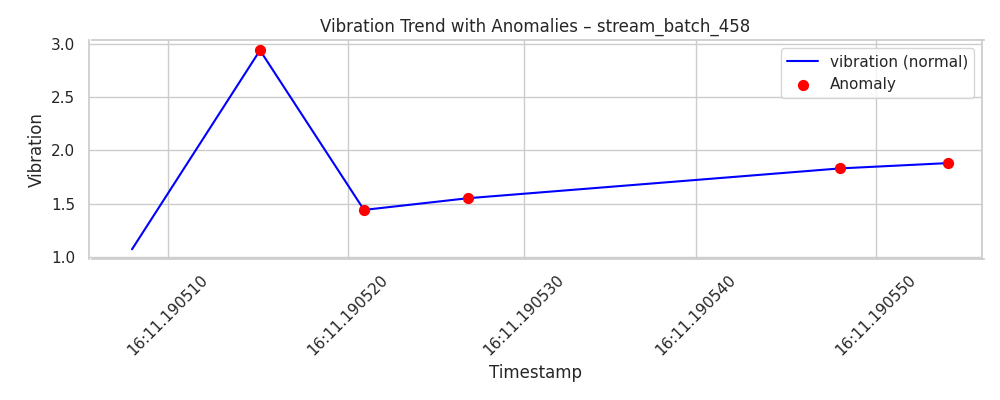 Vibration Trend with Anomalies – stream_batch_458
vibration (normal)
Anomaly
Vibration
3.0
2.5
2.0
1.5
1.0
16:11.190510
16:11.190520
16:11.190530
16:11.190540
16:11.190550
Timestamp